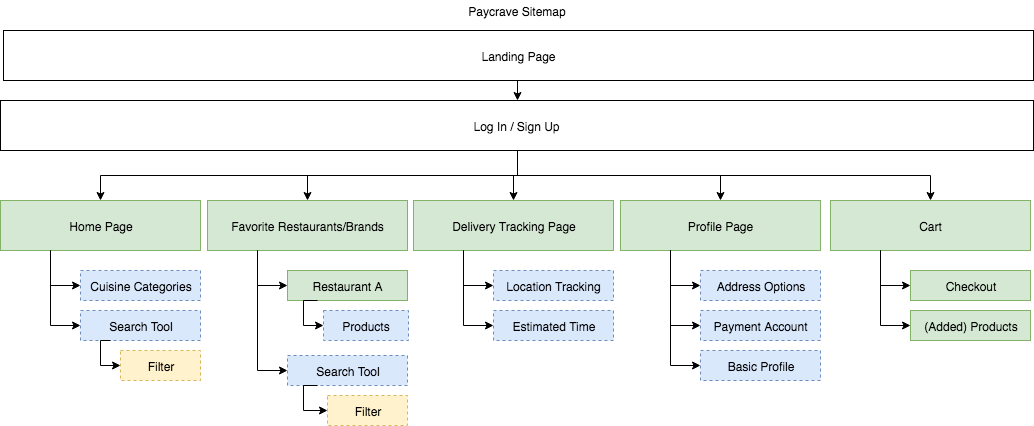 Paycrave Sitemap
Landing Page
Log In / Sign Up
Home Page
Favorite Restaurants/Brands
Delivery Tracking Page
Profile Page
Cart
Cuisine Categories
Restaurant A
Location Tracking
Address Options
Checkout
Search Tool
Products
Estimated Time
Payment Account
(Added) Products
Filter
Search Tool
Basic Profile
Filter